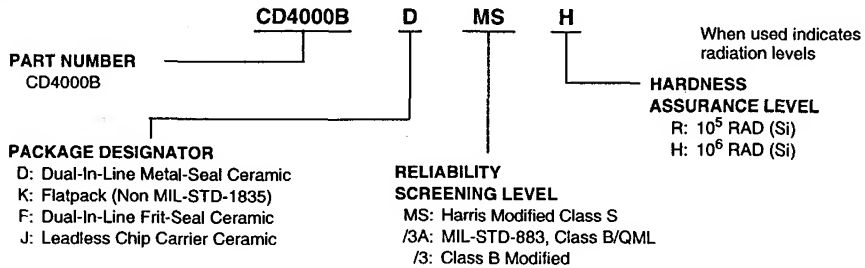 CD4000B D MS H
When used indicates
radiation levels
PART NUMBER
CD4000B
HARDNESS
ASSURANCE LEVEL
R: 10⁵ RAD (Si)
H: 10⁶ RAD (Si)
PACKAGE DESIGNATOR
D: Dual-In-Line Metal-Seal Ceramic
K: Flatpack (Non MIL-STD-1835)
F: Dual-In-Line Frit-Seal Ceramic
J: Leadless Chip Carrier Ceramic
RELIABILITY
SCREENING LEVEL
MS: Harris Modified Class S
/3A: MIL-STD-883, Class B/QML
/3: Class B Modified